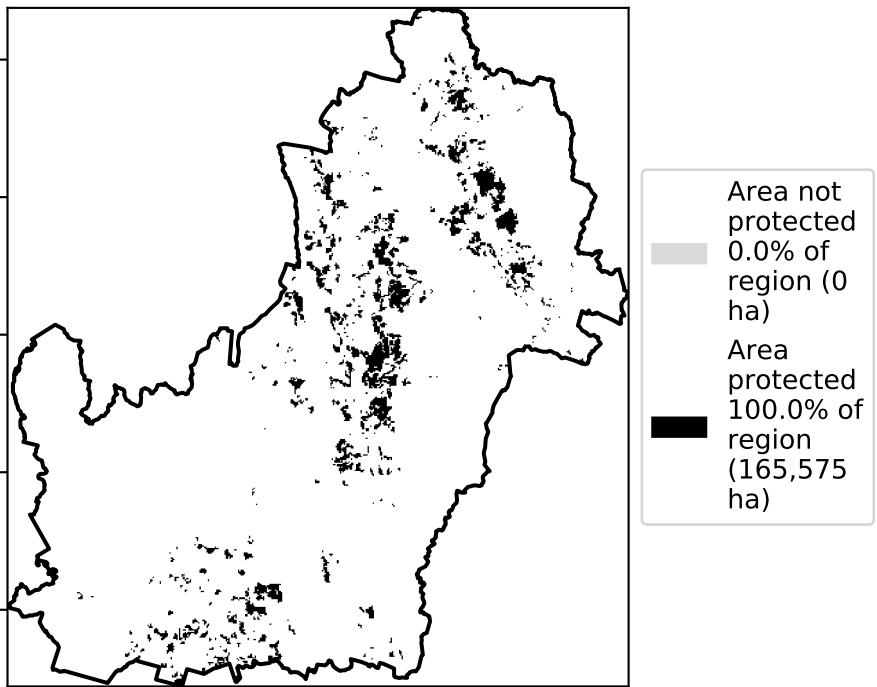 Area not
protected
0.0% of
region (0
ha)
Area
protected
100.0% of
region
(165,575
ha)